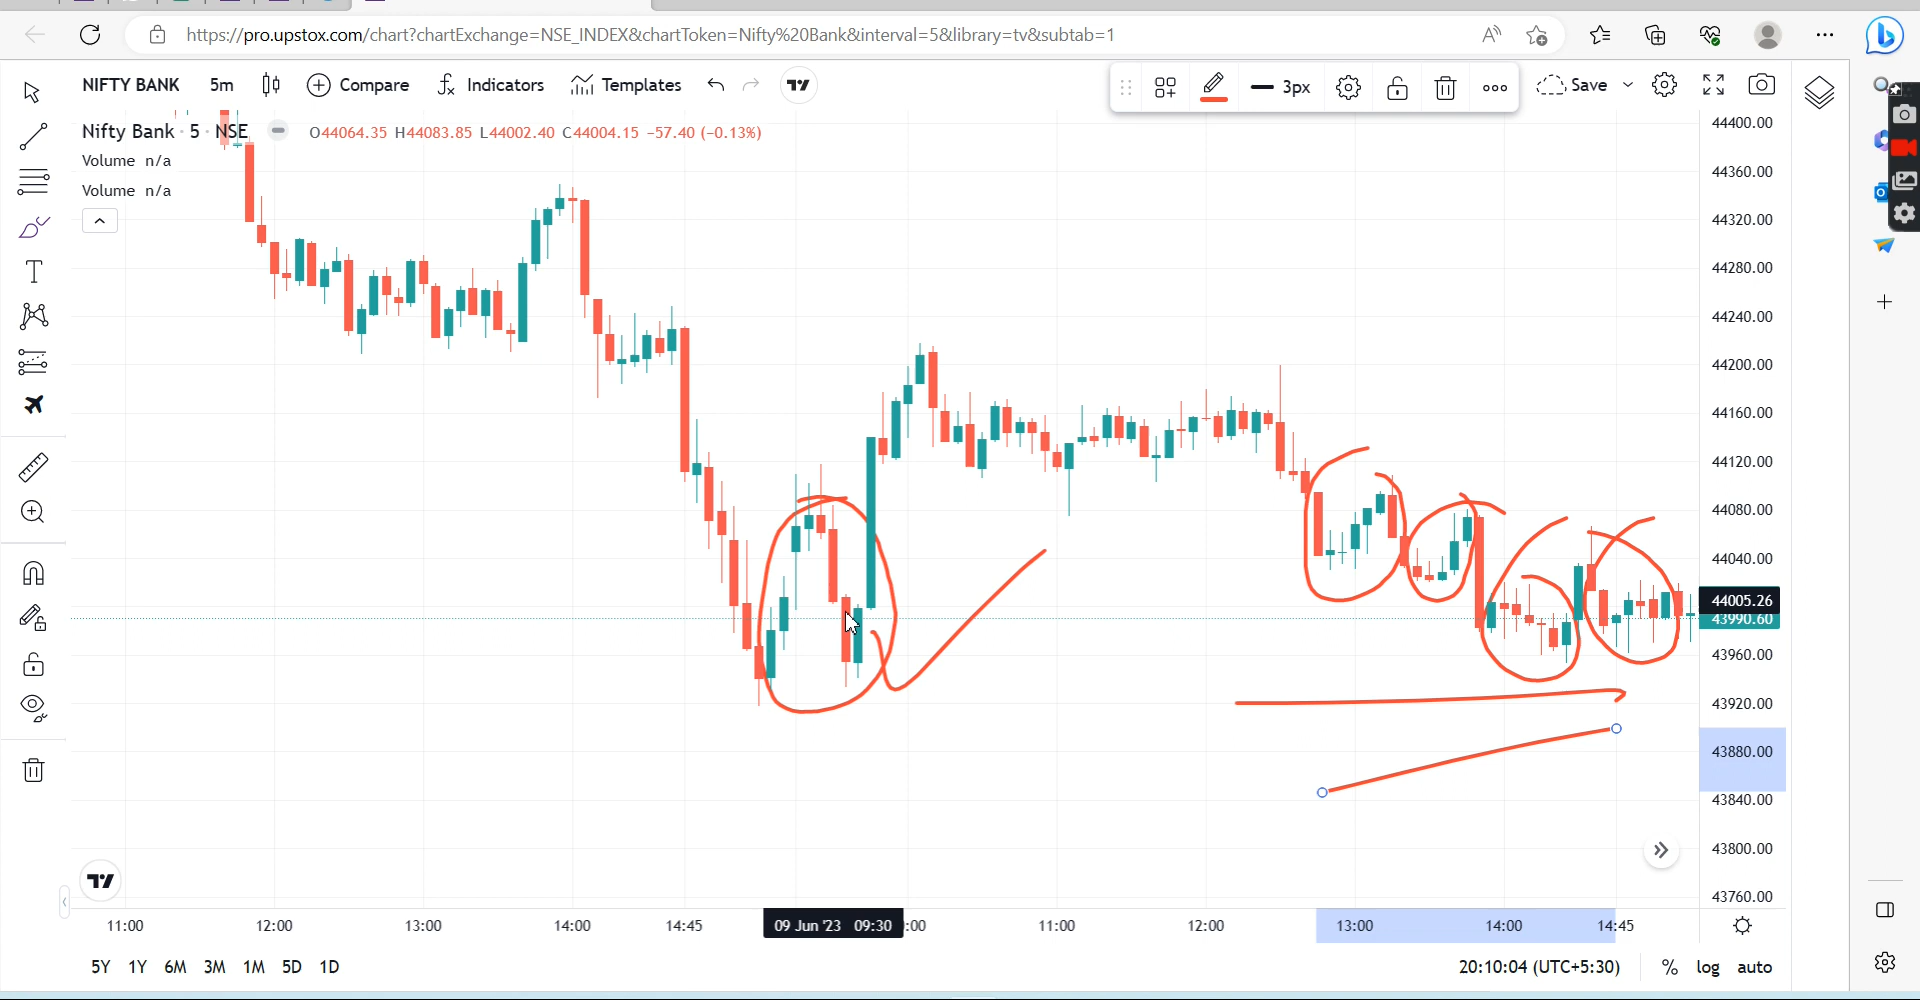 https://pro.upstox.com/chart?chartExchange=NSE_INDEX&chartToken=Nifty%20Bank&interval=5&library=tv&subtab=1
NIFTY BANK 5m Compare Indicators Templates 3px Save
Nifty Bank · 5 · NSE O44064.35 H44083.85 L44002.40 C44004.15 −57.40 (−0.13%)
Volume n/a
Volume n/a
44400.00
44360.00
44320.00
44280.00
44240.00
44200.00
44160.00
44120.00
44080.00
44040.00
44005.26
43990.60
43960.00
43920.00
43880.00
43840.00
43800.00
43760.00
11:00 12:00 13:00 14:00 14:45 09 Jun '23 09:30 :00 11:00 12:00 13:00 14:00 14:45
5Y 1Y 6M 3M 1M 5D 1D 20:10:04 (UTC+5:30) % log auto